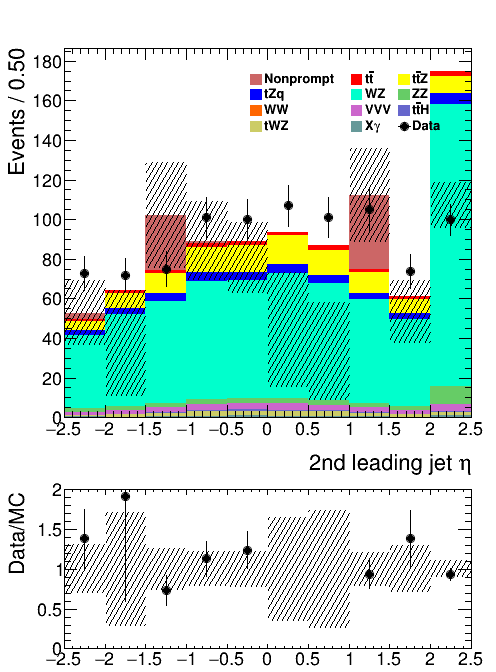 Events / 0.50
180
160
140
120
100
80
60
40
20
0
Nonprompt tt̄ tt̄Z
tZq WZ ZZ
WW VVV tt̄H
tWZ Xγ Data
−2.5 −2 −1.5 −1 −0.5 0 0.5 1 1.5 2 2.5
2nd leading jet η
Data/MC
2
1.5
1
0.5
0
−2.5 −2 −1.5 −1 −0.5 0 0.5 1 1.5 2 2.5